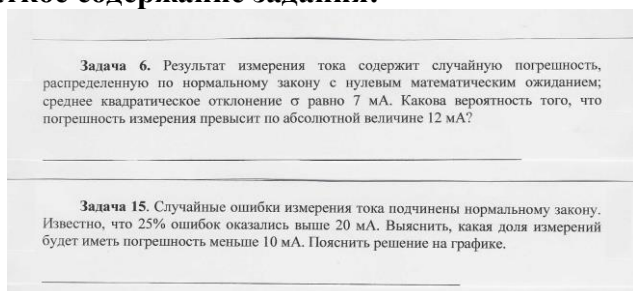 содержание задания:
Задача 6. Результат измерения тока содержит случайную погрешность,
распределенную по нормальному закону с нулевым математическим ожиданием;
среднее квадратическое отклонение σ равно 7 мА. Какова вероятность того, что
погрешность измерения превысит по абсолютной величине 12 мА?
Задача 15. Случайные ошибки измерения тока подчинены нормальному закону.
Известно, что 25% ошибок оказались выше 20 мА. Выяснить, какая доля измерений
будет иметь погрешность меньше 10 мА. Пояснить решение на графике.